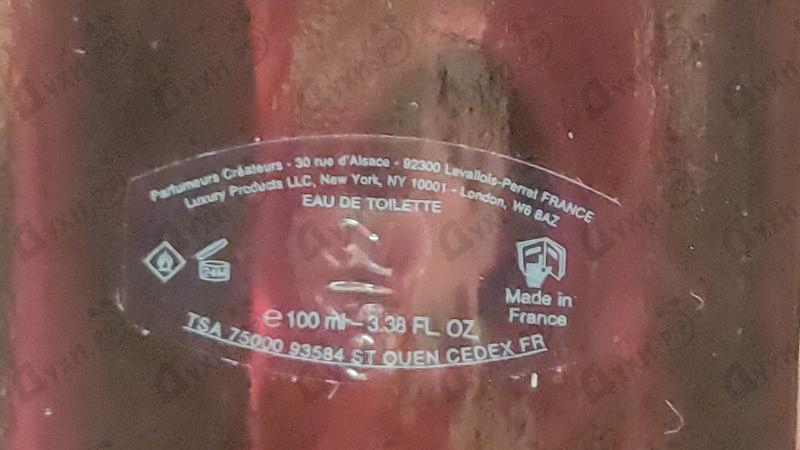 Parfumeurs Créateurs - 30 rue d'Alsace - 92300 Levallois-Perret FRANCE
Luxury Products LLC, New York, NY 10001 - London, W6 8AZ
EAU DE TOILETTE
24M
Made in
France
e 100 ml - 3.38 FL. OZ
TSA 75000 93584 ST OUEN CEDEX FR
Духи.рф